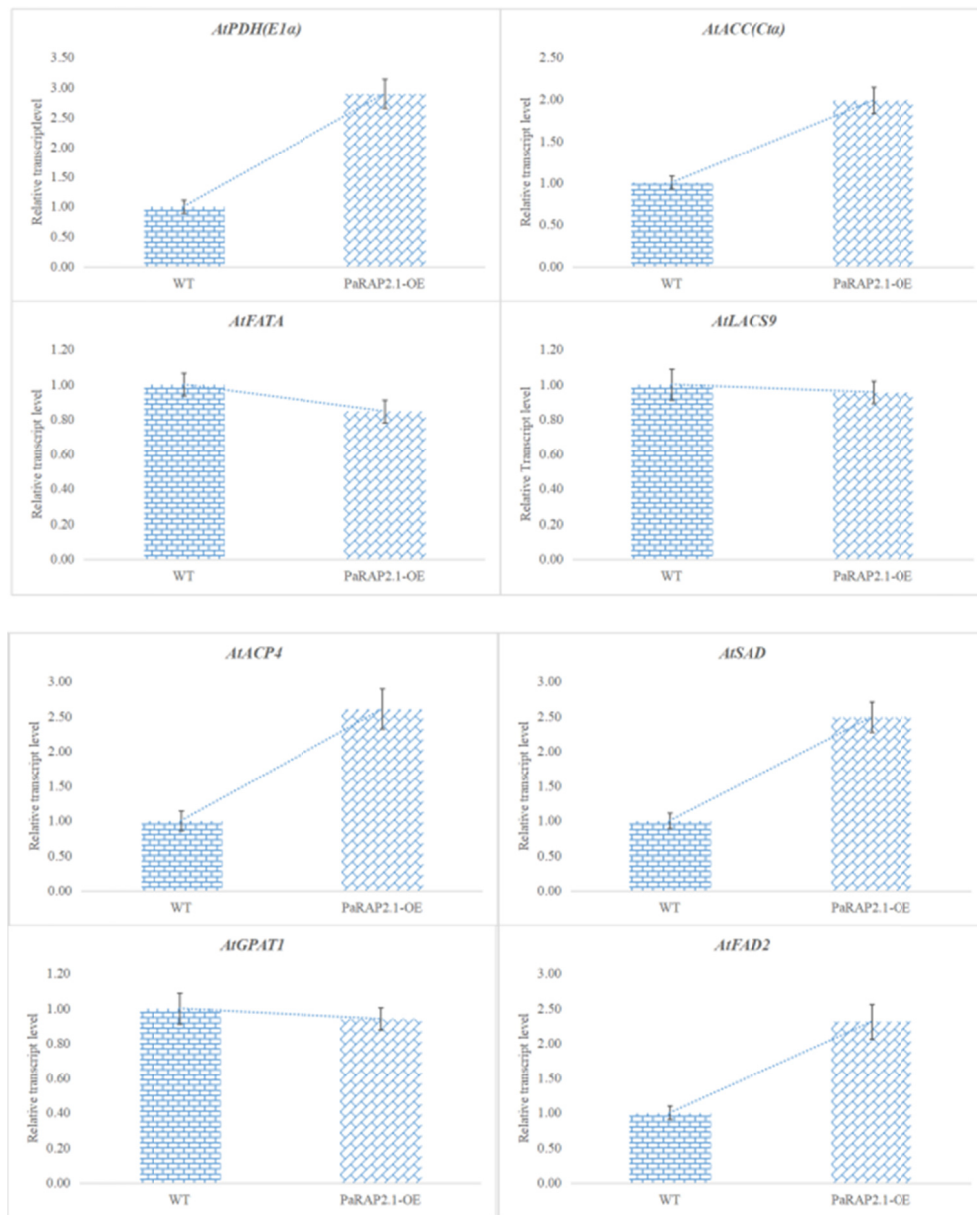 AtPDH(E1α)
Relative transcriptlevel
3.50
3.00
2.50
2.00
1.50
1.00
0.50
0.00
WT PaRAP2.1-OE
AtACC(Ctα)
Relative transcript level
2.50
2.00
1.50
1.00
0.50
0.00
WT PaRAP2.1-OE
AtFATA
Relative transcript level
1.20
1.00
0.80
0.60
0.40
0.20
0.00
WT PaRAP2.1-OE
AtLACS9
Relative Transcript level
1.20
1.00
0.80
0.60
0.40
0.20
0.00
WT PaRAP2.1-OE
AtACP4
Relative transcript level
3.00
2.50
2.00
1.50
1.00
0.50
0.00
WT PaRAP2.1-OE
AtSAD
Relative transcript level
3.00
2.50
2.00
1.50
1.00
0.50
0.00
WT PaRAP2.1-OE
AtGPAT1
Relative transcript level
1.20
1.00
0.80
0.60
0.40
0.20
0.00
WT PaRAP2.1-OE
AtFAD2
Relative transcript level
3.00
2.50
2.00
1.50
1.00
0.50
0.00
WT PaRAP2.1-OE